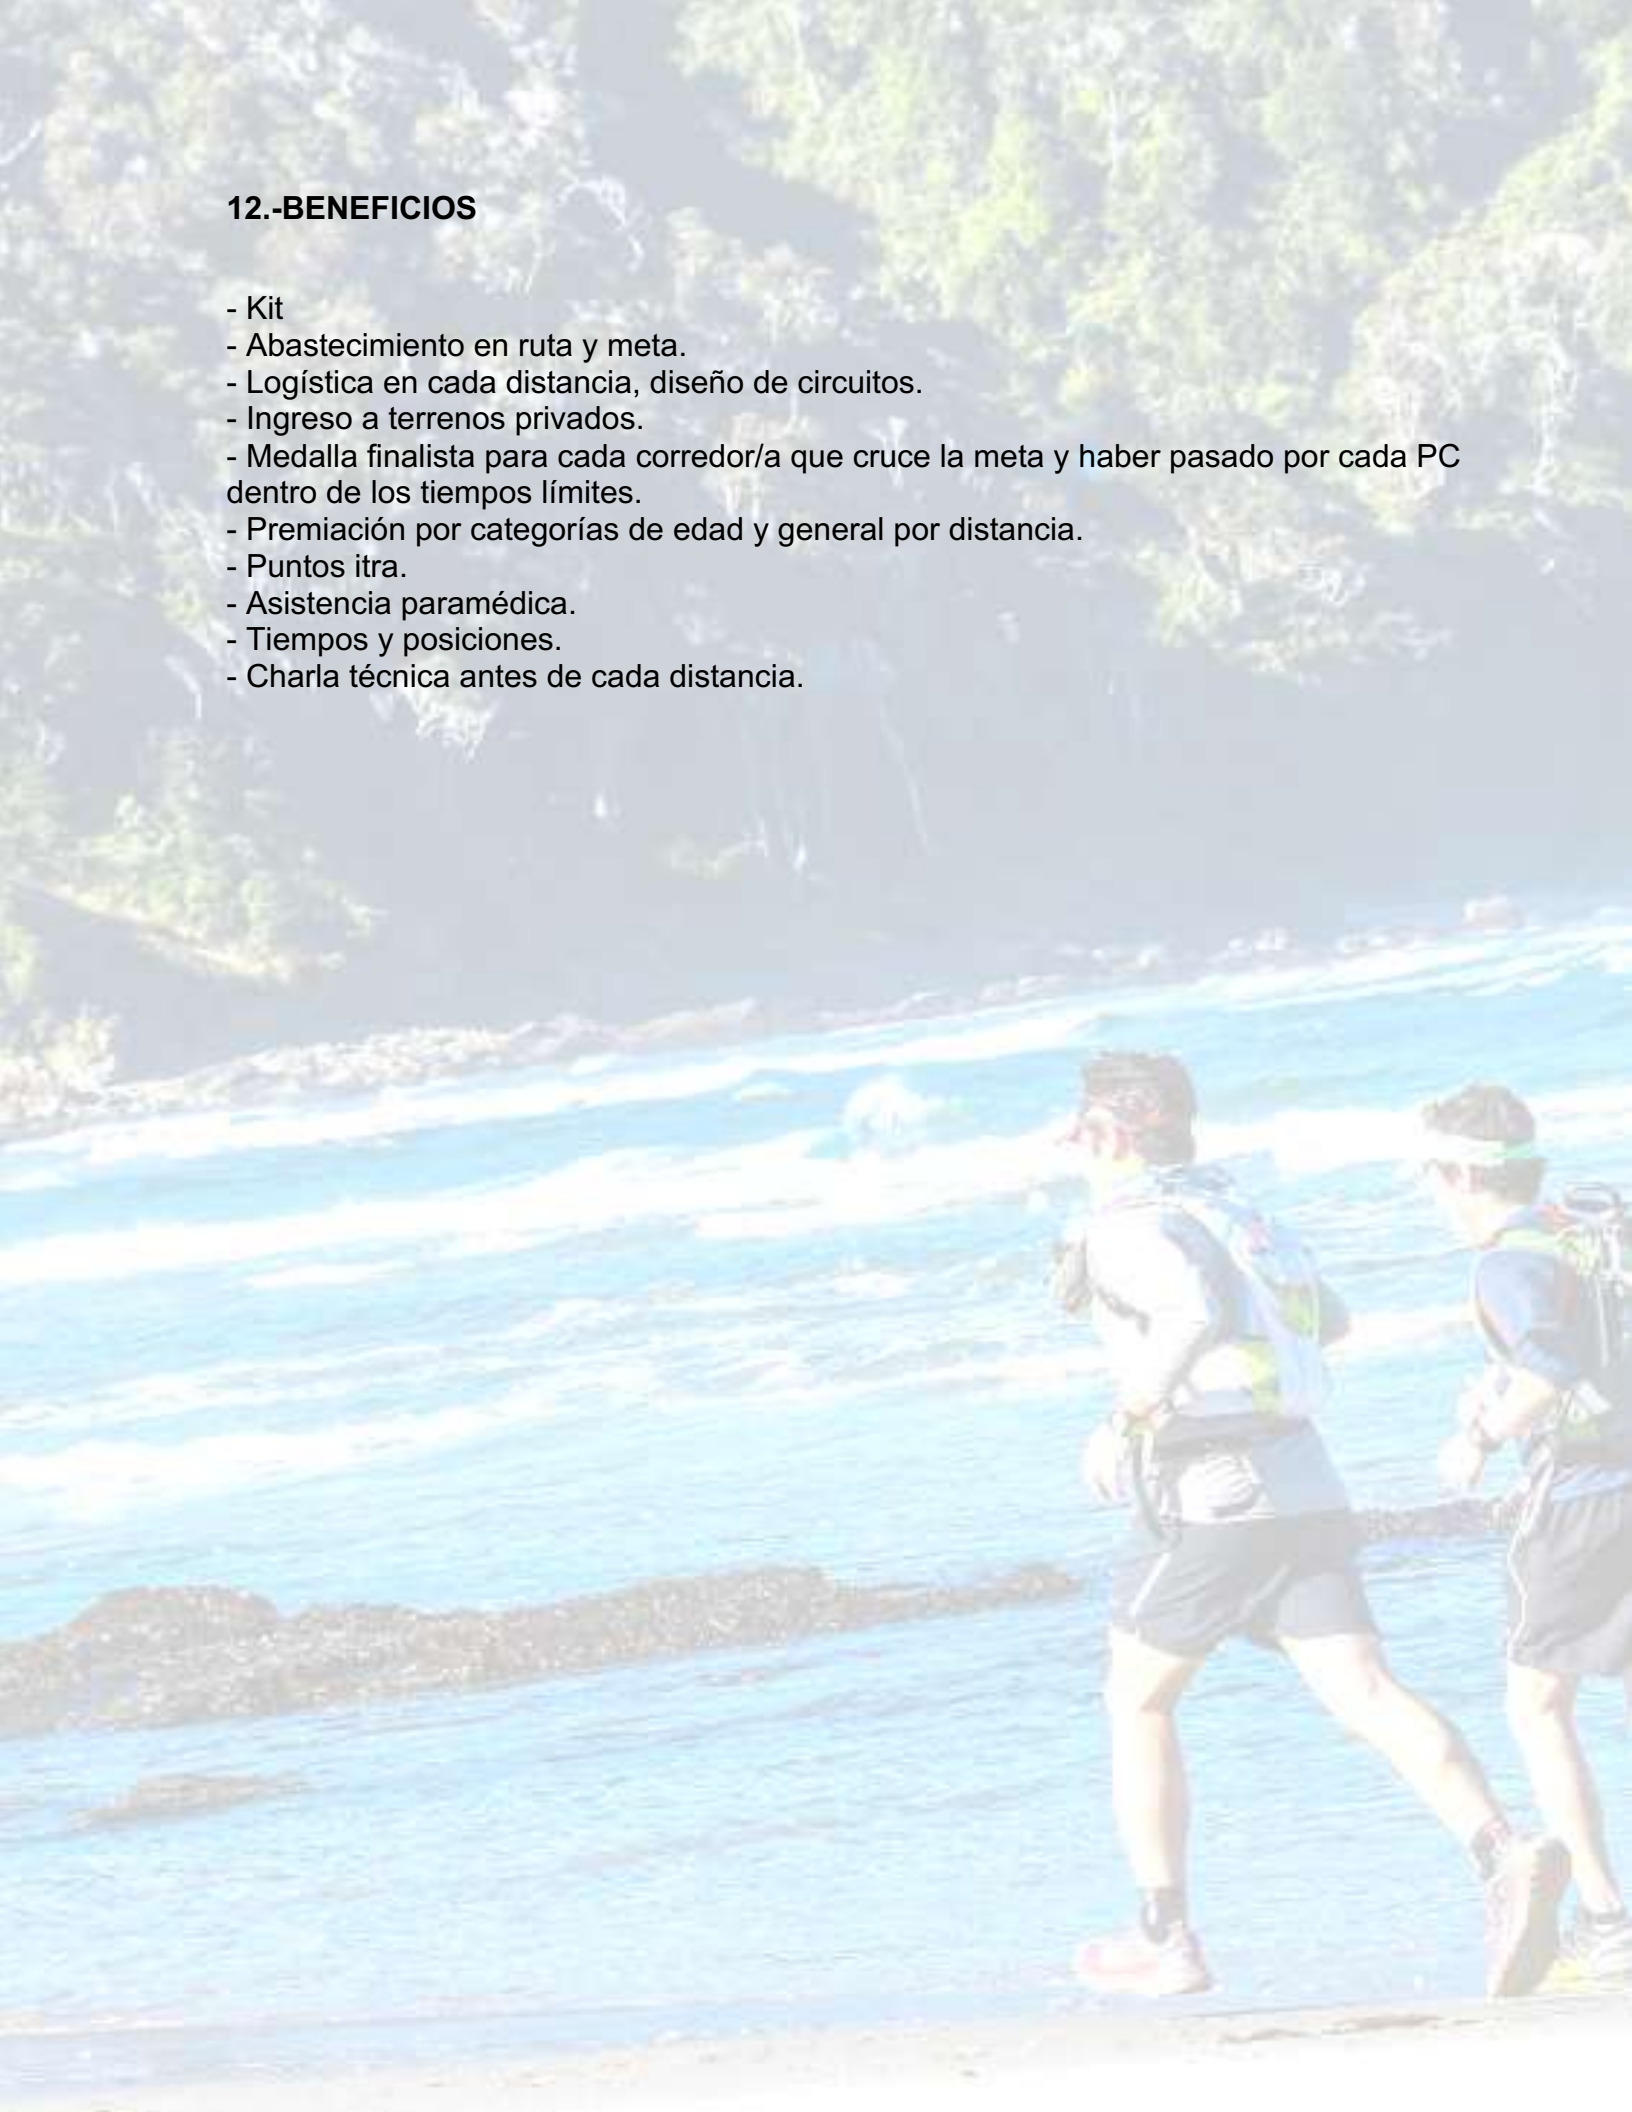 12.-BENEFICIOS
- Kit
- Abastecimiento en ruta y meta.
- Logística en cada distancia, diseño de circuitos.
- Ingreso a terrenos privados.
- Medalla finalista para cada corredor/a que cruce la meta y haber pasado por cada PC
dentro de los tiempos límites.
- Premiación por categorías de edad y general por distancia.
- Puntos itra.
- Asistencia paramédica.
- Tiempos y posiciones.
- Charla técnica antes de cada distancia.